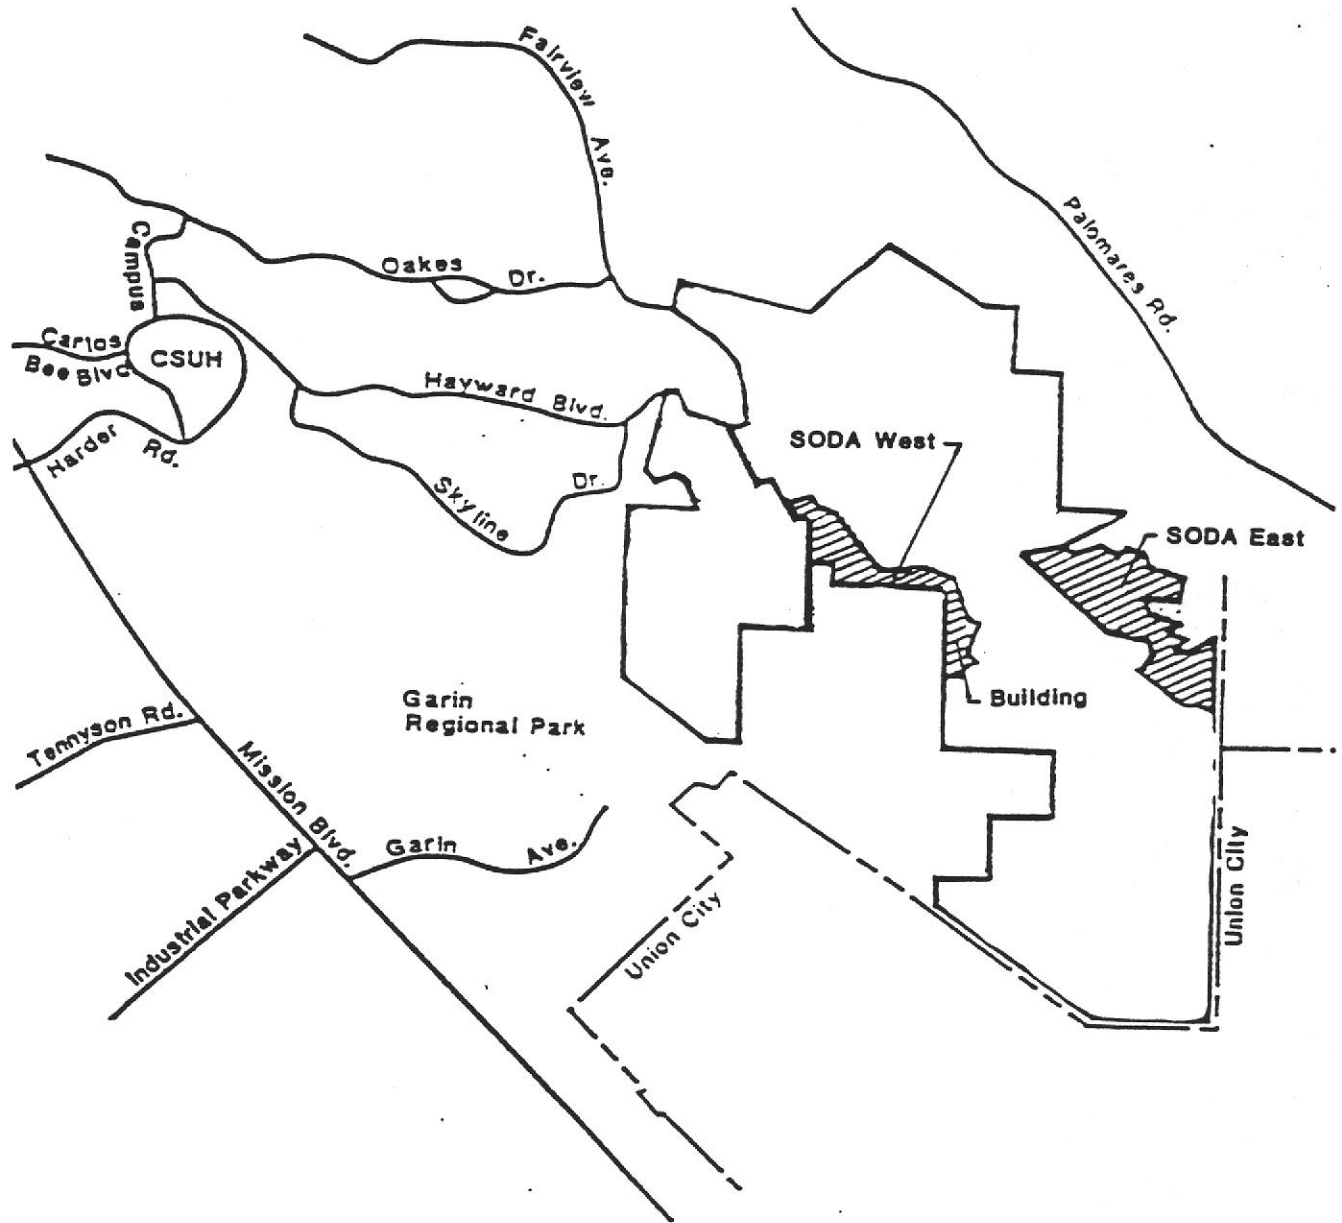 Fairview
Ave.
Palomares Rd.
Campus
Oakes
Dr.
Carlos
Bee Blvd.
CSUH
Hayward Blvd.
Harder
Rd.
Skyline
Dr.
SODA West
SODA East
Building
Garin
Regional Park
Tennyson Rd.
Mission Blvd.
Garin
Ave.
Industrial Parkway
Union City
Union City